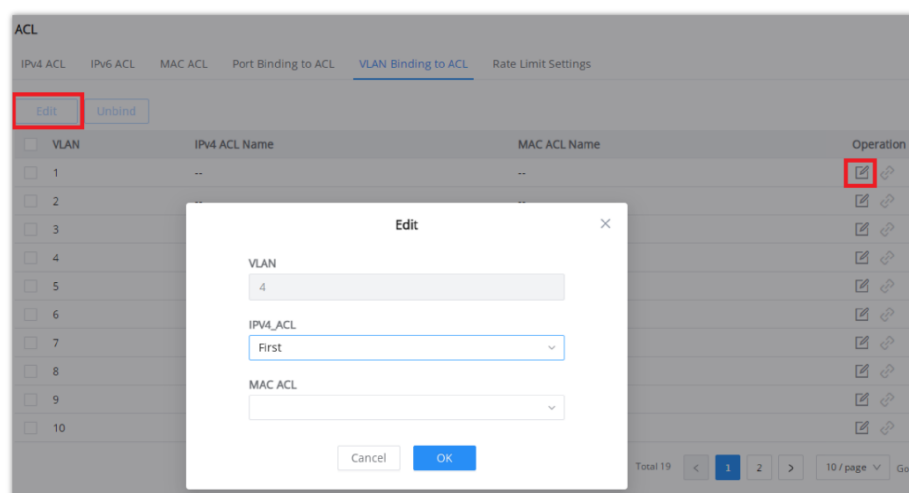 ACL
IPv4 ACL IPv6 ACL MAC ACL Port Binding to ACL VLAN Binding to ACL Rate Limit Settings
Edit Unbind
VLAN IPv4 ACL Name MAC ACL Name Operation
1 -- --
2 --
3
4
5
6
7
8
9
10
Edit
VLAN
4
IPV4_ACL
First
MAC ACL
Cancel OK
Total 19 < 1 2 > 10 / page Go